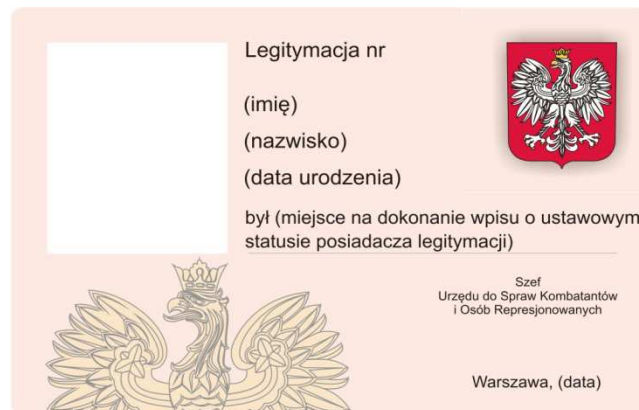 Legitymacja nr
(imię)
(nazwisko)
(data urodzenia)
był (miejsce na dokonanie wpisu o ustawowym
statusie posiadacza legitymacji)
Szef
Urzędu do Spraw Kombatantów
i Osób Represjonowanych
Warszawa, (data)